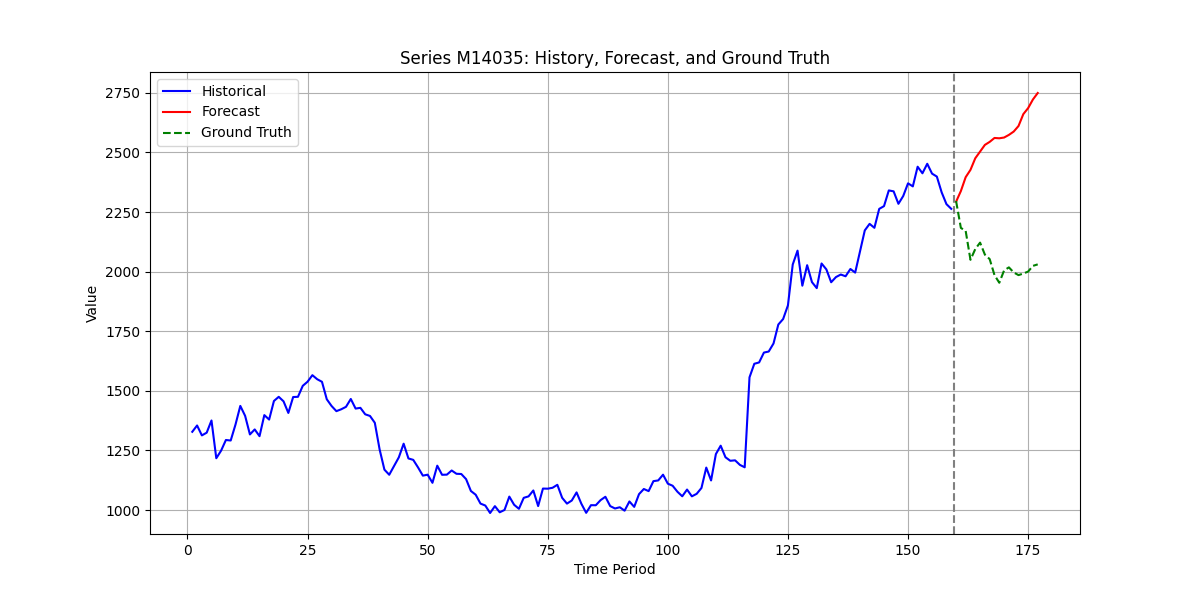 Series M14035: History, Forecast, and Ground Truth
Historical
Forecast
Ground Truth
2750
2500
2250
2000
1750
1500
1250
1000
Value
0 25 50 75 100 125 150 175
Time Period